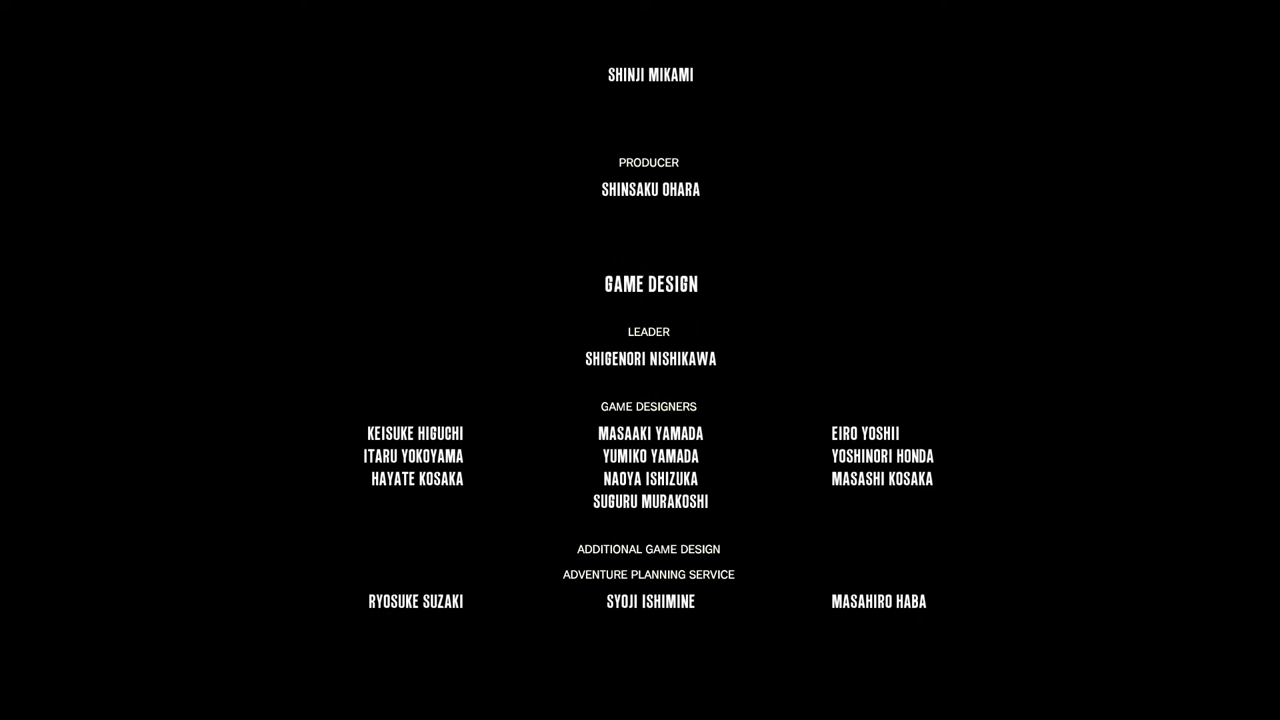 SHINJI MIKAMI
PRODUCER
SHINSAKU OHARA
GAME DESIGN
LEADER
SHIGENORI NISHIKAWA
GAME DESIGNERS
KEISUKE HIGUCHI MASAAKI YAMADA EIRO YOSHII
ITARU YOKOYAMA YUMIKO YAMADA YOSHINORI HONDA
HAYATE KOSAKA NAOYA ISHIZUKA MASASHI KOSAKA
SUGURU MURAKOSHI
ADDITIONAL GAME DESIGN
ADVENTURE PLANNING SERVICE
RYOSUKE SUZAKI SYOJI ISHIMINE MASAHIRO HABA